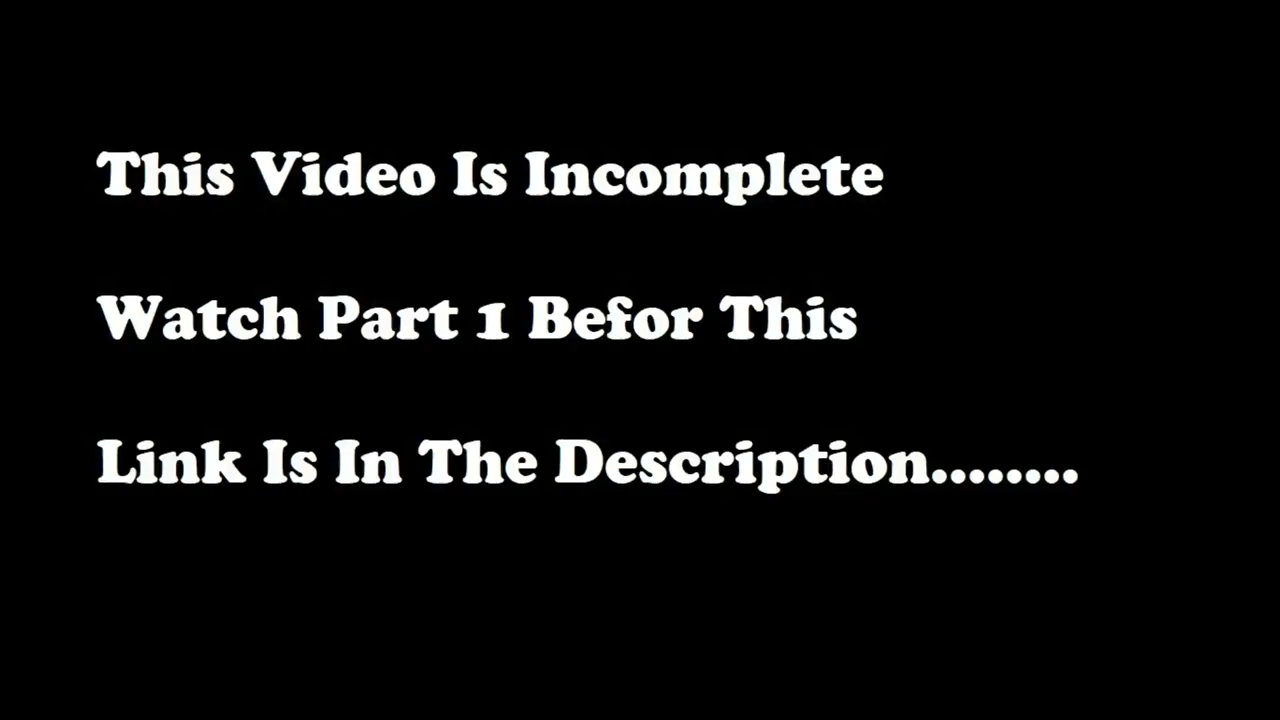 This Video Is Incomplete
Watch Part 1 Befor This
Link Is In The Description........